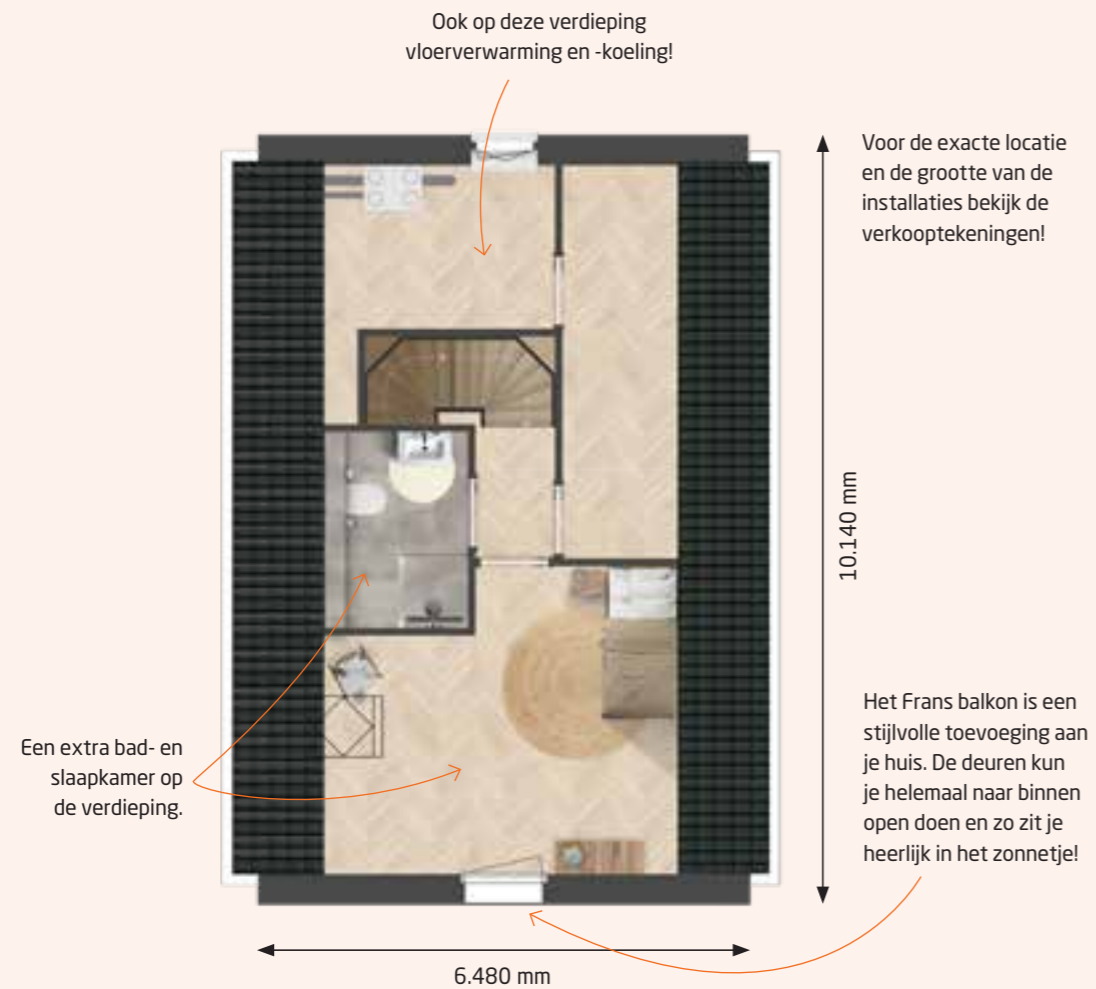 Ook op deze verdieping
vloerverwarming en -koeling!
Voor de exacte locatie
en de grootte van de
installaties bekijk de
verkooptekeningen!
10.140 mm
Een extra bad- en
slaapkamer op
de verdieping.
Het Frans balkon is een
stijlvolle toevoeging aan
je huis. De deuren kun
je helemaal naar binnen
open doen en zo zit je
heerlijk in het zonnetje!
6.480 mm